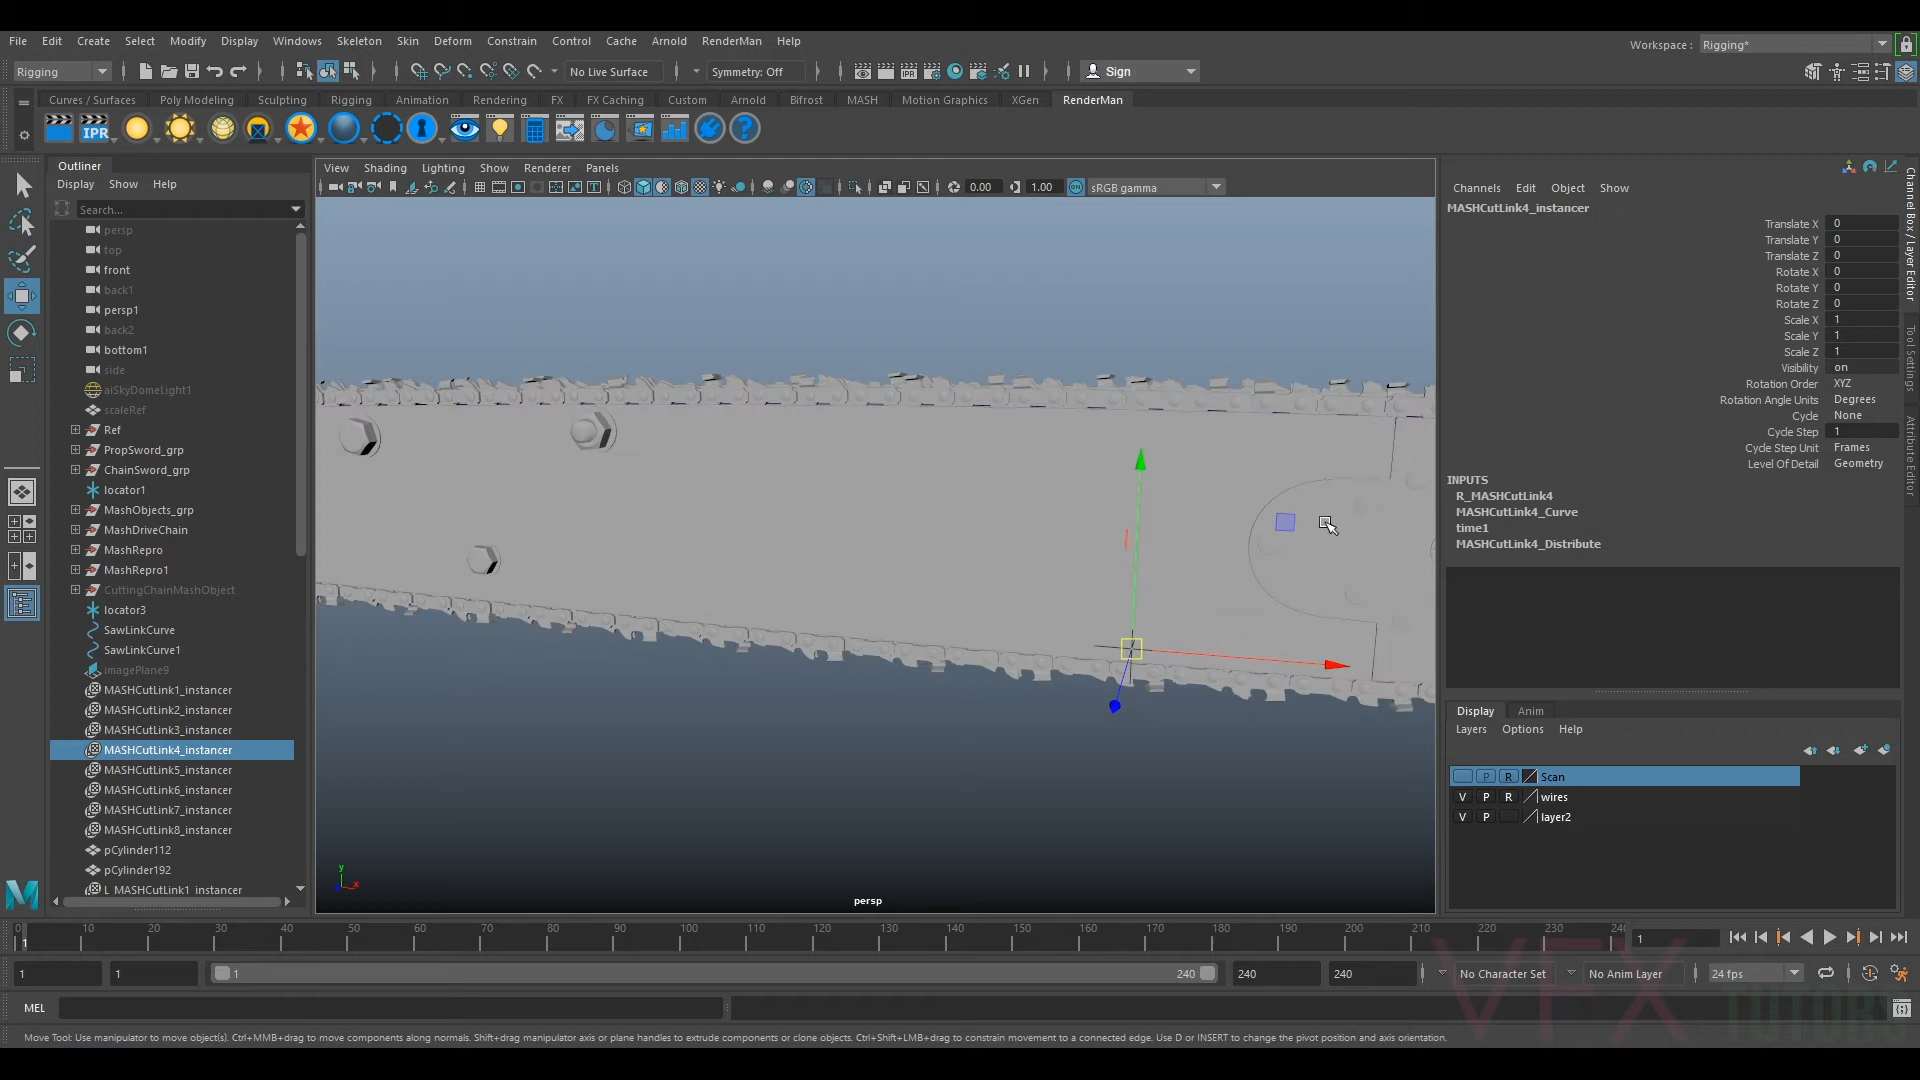 File Edit Create Select Modify Display Windows Skeleton Skin Deform Constrain Control Cache Arnold RenderMan Help
Workspace : Rigging*
Rigging No Live Surface Symmetry: Off Sign
Curves / Surfaces Poly Modeling Sculpting Rigging Animation Rendering FX FX Caching Custom Arnold Bifrost MASH Motion Graphics XGen RenderMan
IPR
Outliner
Display Show Help
Search...
persp
top
front
back1
persp1
back2
bottom1
side
aiSkyDomeLight1
scaleRef
Ref
PropSword_grp
ChainSword_grp
locator1
MashObjects_grp
MashDriveChain
MashRepro
MashRepro1
CuttingChainMashObject
locator3
SawLinkCurve
SawLinkCurve1
imagePlane9
MASHCutLink1_instancer
MASHCutLink2_instancer
MASHCutLink3_instancer
MASHCutLink4_instancer
MASHCutLink5_instancer
MASHCutLink6_instancer
MASHCutLink7_instancer
MASHCutLink8_instancer
pCylinder112
pCylinder192
L_MASHCutLink1_instancer
View Shading Lighting Show Renderer Panels
0.00 1.00 sRGB gamma
y
x
persp
Channels Edit Object Show
MASHCutLink4_instancer
Translate X 0
Translate Y 0
Translate Z 0
Rotate X 0
Rotate Y 0
Rotate Z 0
Scale X 1
Scale Y 1
Scale Z 1
Visibility on
Rotation Order XYZ
Rotation Angle Units Degrees
Cycle None
Cycle Step 1
Cycle Step Unit Frames
Level Of Detail Geometry
INPUTS
R_MASHCutLink4
MASHCutLink4_Curve
time1
MASHCutLink4_Distribute
Channel Box / Layer Editor
Tool Settings
Attribute Editor
Display Anim
Layers Options Help
P R Scan
V P R wires
V P layer2
0 10 20 30 40 50 60 70 80 90 100 110 120 130 140 150 160 170 180 190 200 210 220 230 240
1
1
1 1 1 240 240 240 No Character Set No Anim Layer 24 fps
MEL
VFX TUTORS
Move Tool: Use manipulator to move object(s). Ctrl+MMB+drag to move components along normals. Shift+drag manipulator axis or plane handles to extrude components or clone objects. Ctrl+Shift+LMB+drag to constrain movement to a connected edge. Use D or INSERT to change the pivot position and axis orientation.